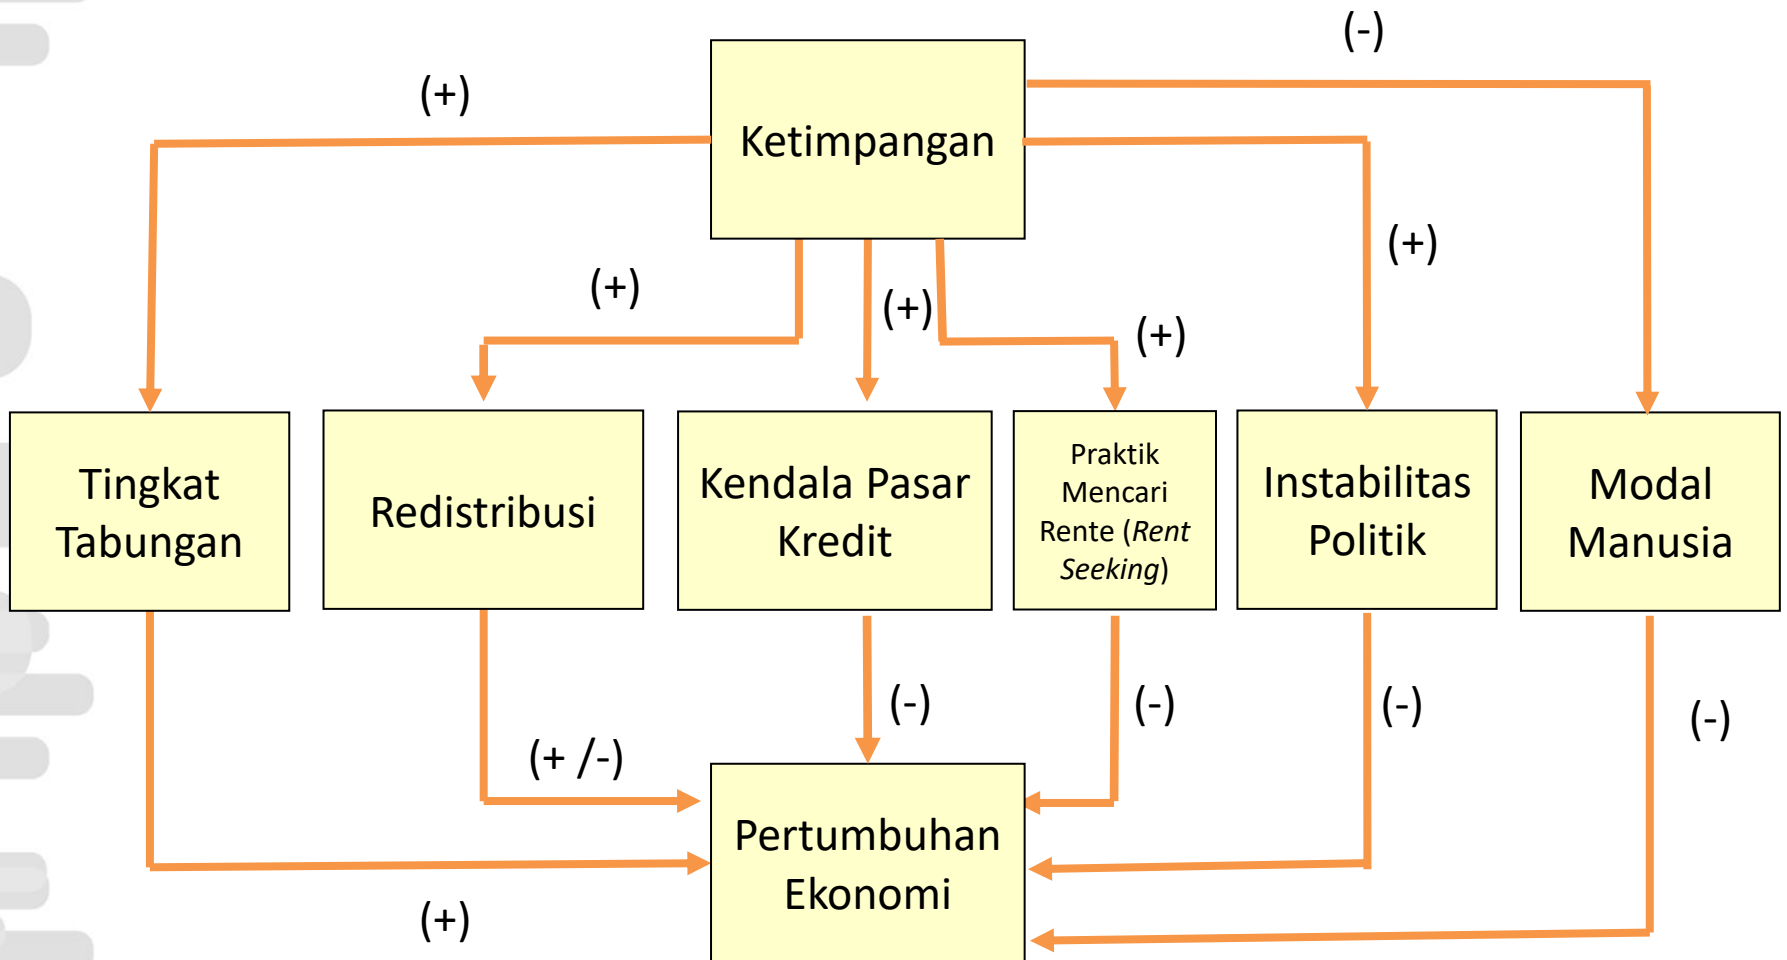 (-)
(+)
Ketimpangan
(+)
(+)
(+)
(+)
Tingkat
Tabungan
Redistribusi
Kendala Pasar
Kredit
Praktik
Mencari
Rente (Rent
Seeking)
Instabilitas
Politik
Modal
Manusia
(-)
(-)
(-)
(-)
(+ /-)
Pertumbuhan
Ekonomi
(+)